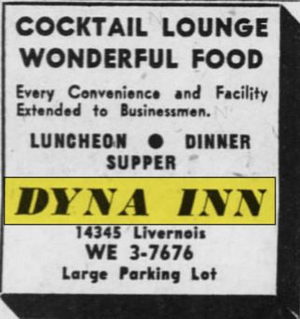 COCKTAIL LOUNGE
WONDERFUL FOOD
Every Convenience and Facility
Extended to Businessmen.
LUNCHEON ● DINNER
SUPPER
DYNA INN
14345 Livernois
WE 3-7676
Large Parking Lot